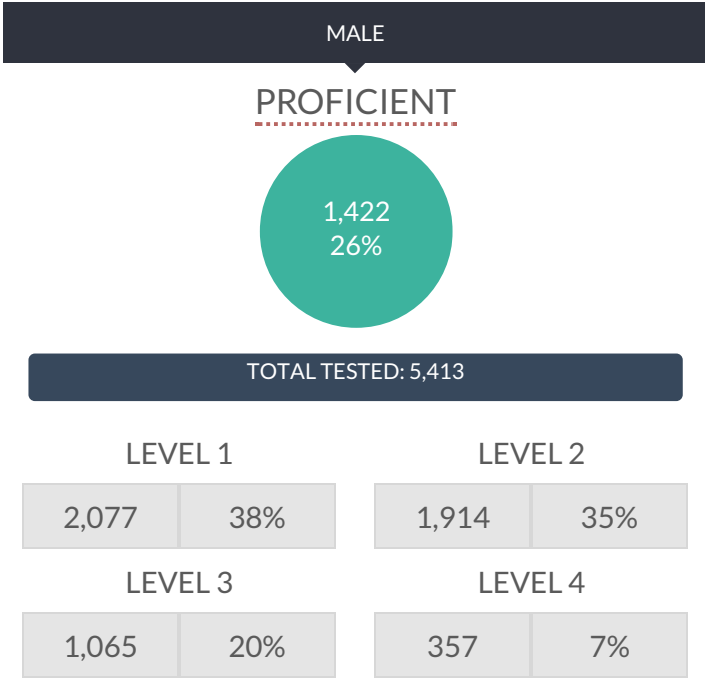 MALE
PROFICIENT
1,422
26%
TOTAL TESTED: 5,413
LEVEL 1
2,077 38%
LEVEL 2
1,914 35%
LEVEL 3
1,065 20%
LEVEL 4
357 7%